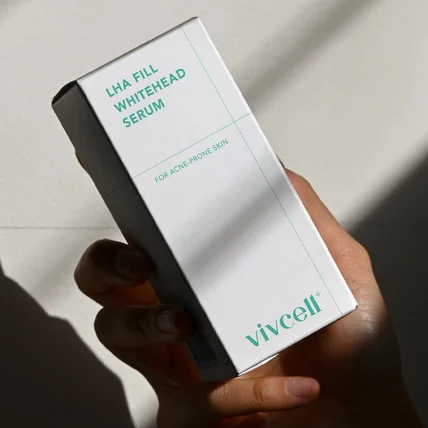 LHA FILL
WHITEHEAD
SERUM
FOR ACNE-PRONE SKIN
vivcell+